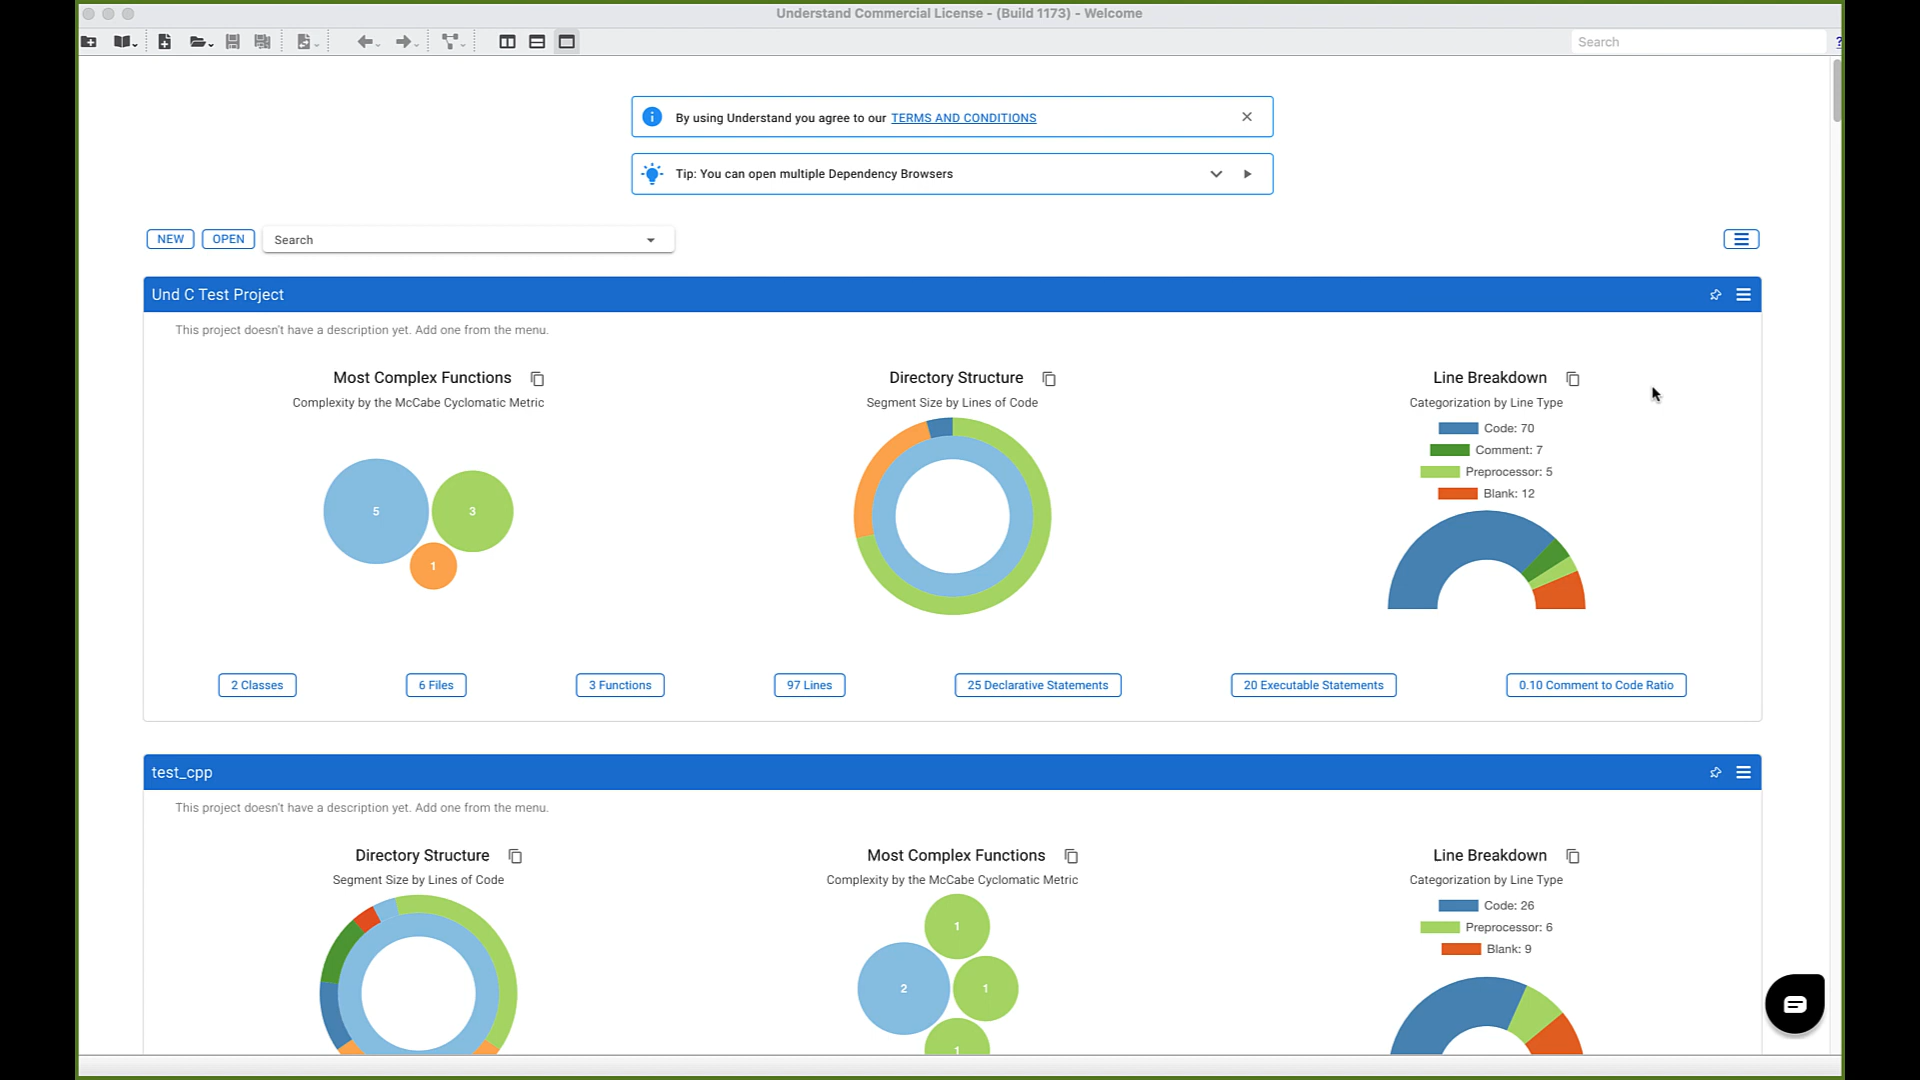 Understand Commercial License - (Build 1173) - Welcome
Search
?
By using Understand you agree to our TERMS AND CONDITIONS
Tip: You can open multiple Dependency Browsers
NEW
OPEN
Search
Und C Test Project
This project doesn't have a description yet. Add one from the menu.
Most Complex Functions
Complexity by the McCabe Cyclomatic Metric
5
3
1
Directory Structure
Segment Size by Lines of Code
Line Breakdown
Categorization by Line Type
Code: 70
Comment: 7
Preprocessor: 5
Blank: 12
2 Classes
6 Files
3 Functions
97 Lines
25 Declarative Statements
20 Executable Statements
0.10 Comment to Code Ratio
test_cpp
This project doesn't have a description yet. Add one from the menu.
Directory Structure
Segment Size by Lines of Code
Most Complex Functions
Complexity by the McCabe Cyclomatic Metric
1
2
1
1
Line Breakdown
Categorization by Line Type
Code: 26
Preprocessor: 6
Blank: 9